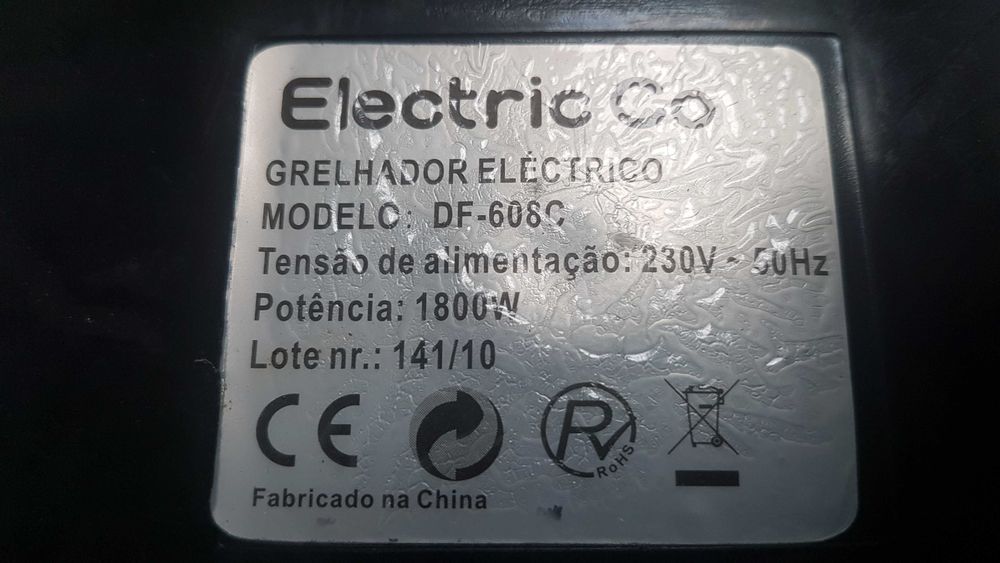 Electric Co
GRELHADOR ELÉCTRICO
MODELO: DF-608C
Tensão de alimentação: 230V ~ 50Hz
Potência: 1800W
Lote nr.: 141/10
CE
RoHS
Fabricado na China